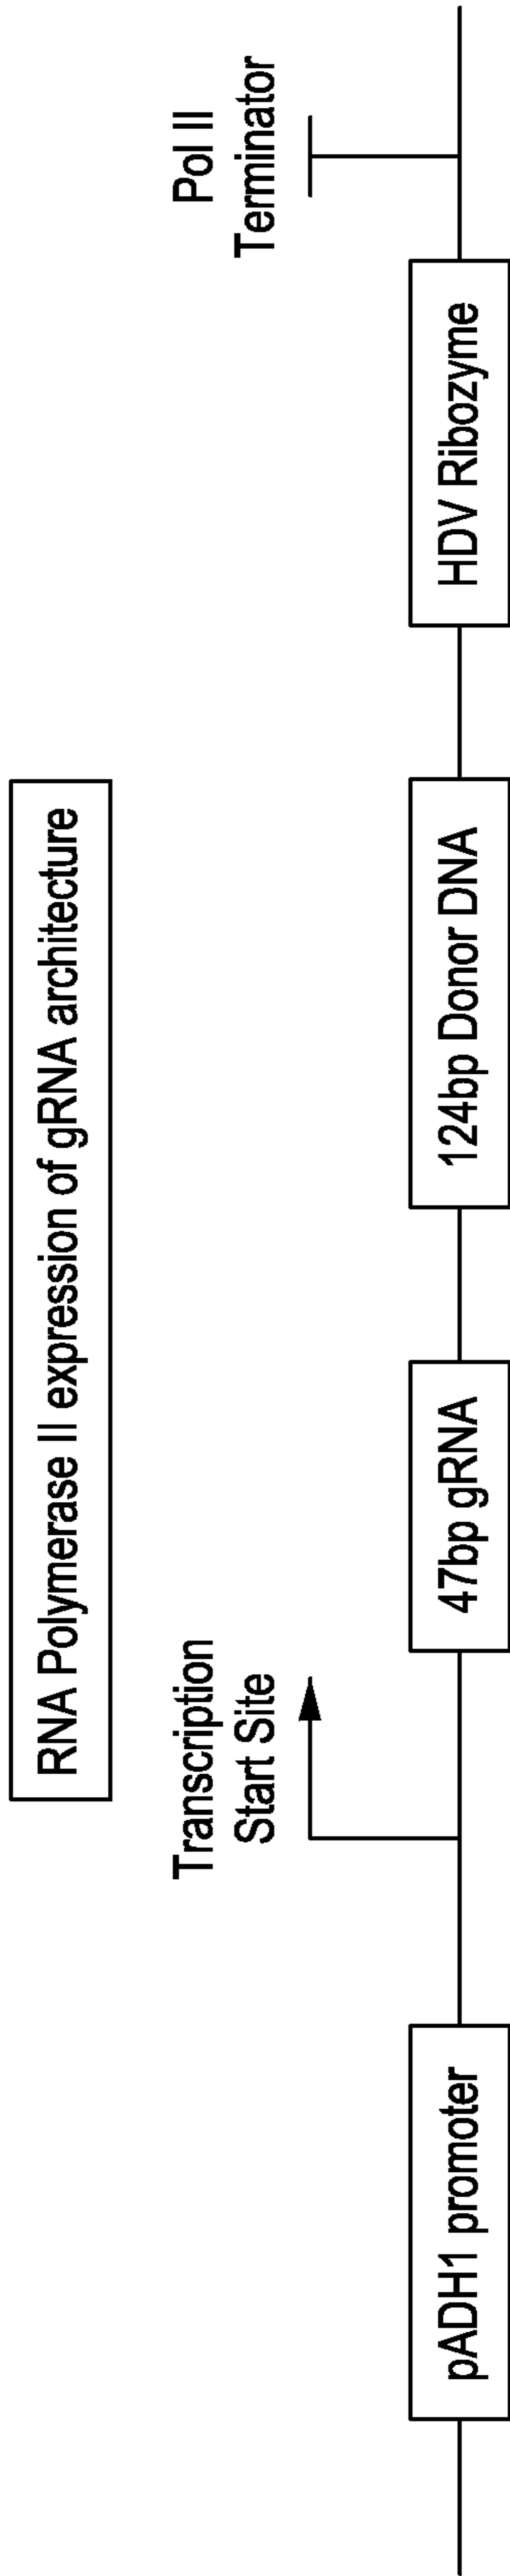 RNA Polymerase II expression of gRNA architecture
Transcription
Start Site
Pol II
Terminator
pADH1 promoter
47bp gRNA
124bp Donor DNA
HDV Ribozyme